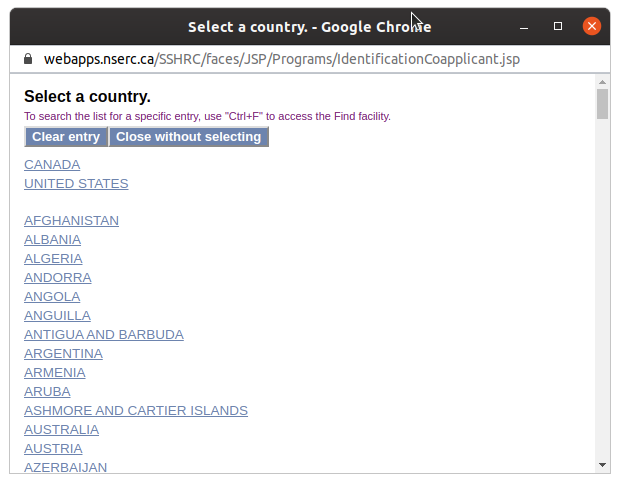 Select a country. - Google Chrome
webapps.nserc.ca/SSHRC/faces/JSP/Programs/IdentificationCoapplicant.jsp
Select a country.
To search the list for a specific entry, use "Ctrl+F" to access the Find facility.
Clear entry Close without selecting
CANADA
UNITED STATES
AFGHANISTAN
ALBANIA
ALGERIA
ANDORRA
ANGOLA
ANGUILLA
ANTIGUA AND BARBUDA
ARGENTINA
ARMENIA
ARUBA
ASHMORE AND CARTIER ISLANDS
AUSTRALIA
AUSTRIA
AZERBAIJAN